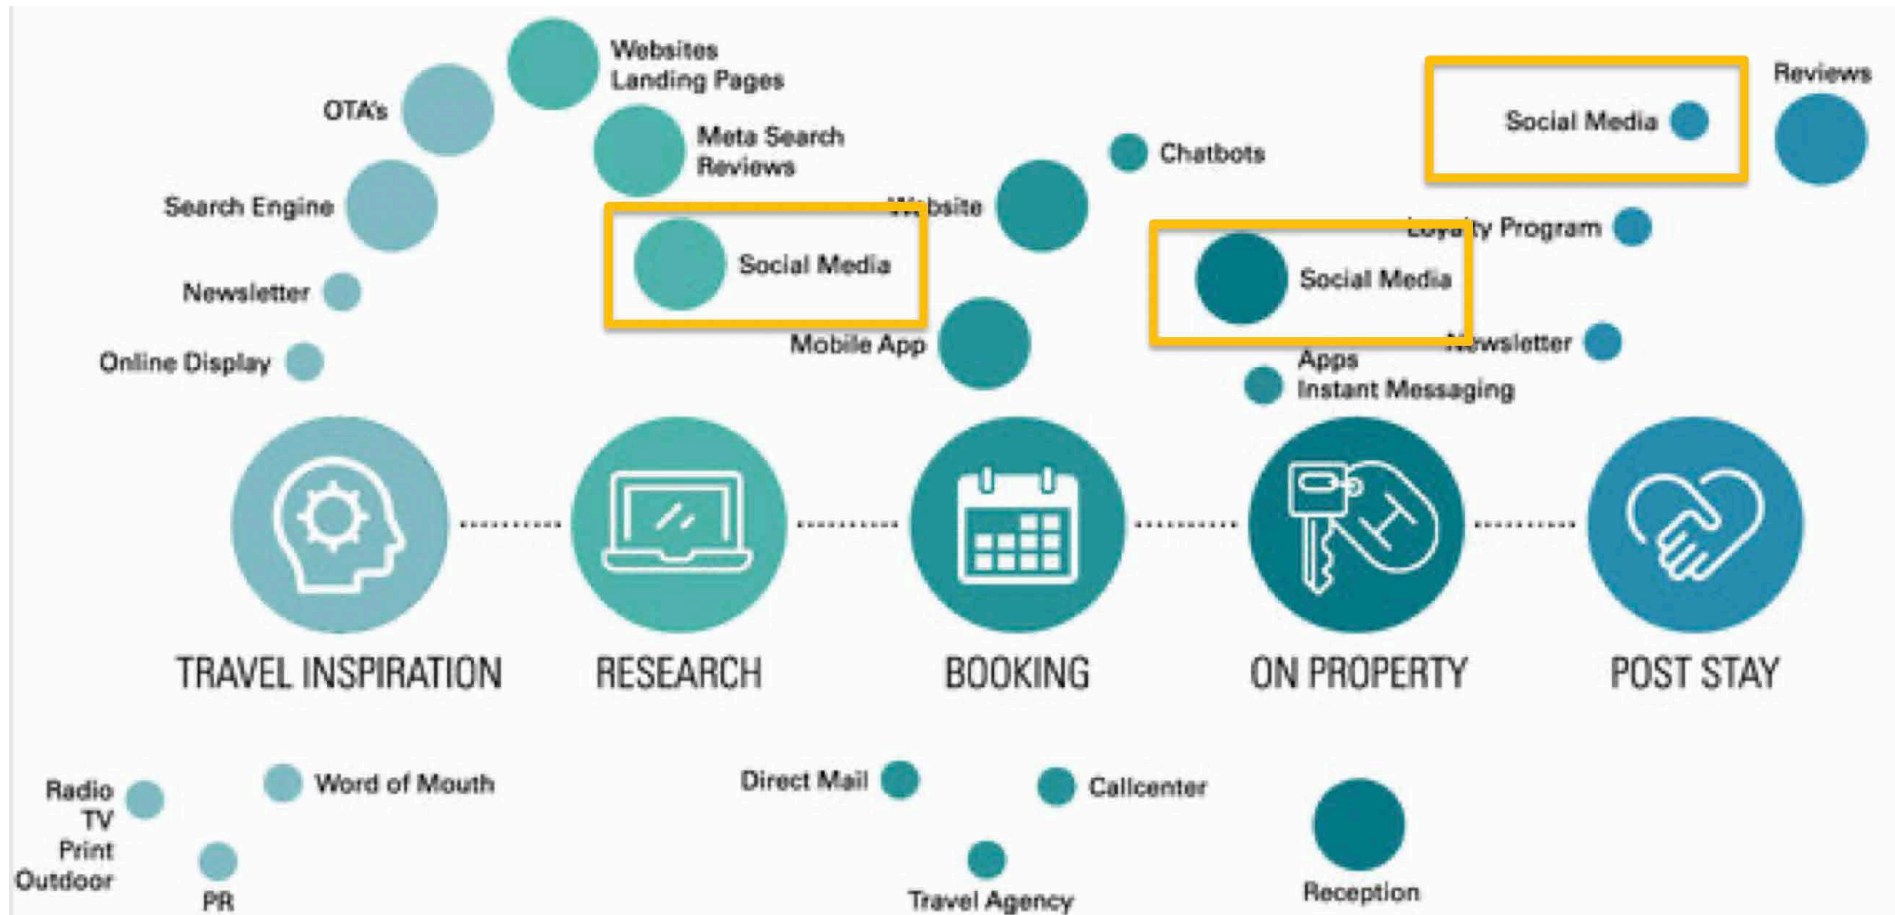 Websites
Landing Pages
OTA's
Meta Search
Reviews
Search Engine
Social Media
Newsletter
Online Display
Website
Chatbots
Mobile App
Social Media
Apps
Instant Messaging
Social Media
Reviews
Loyalty Program
Newsletter
TRAVEL INSPIRATION
RESEARCH
BOOKING
ON PROPERTY
POST STAY
Radio
TV
Print
Outdoor
Word of Mouth
PR
Direct Mail
Callcenter
Travel Agency
Reception